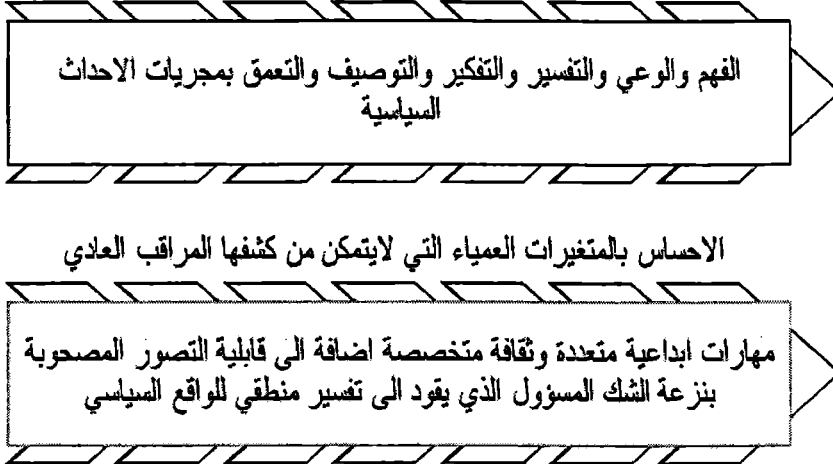 الفهم والوعي والتفسير والتفكير والتوصيف والتعمق بمجريات الاحداث
السياسية
الاحساس بالمتغيرات العمياء التي لايتمكن من كشفها المراقب العادي
مهارات ابداعية متعددة وثقافة متخصصة اضافة الى قابلية التصور المصحوبة
بنزعة الشك المسؤول الذي يقود الى تفسير منطقي للواقع السياسي